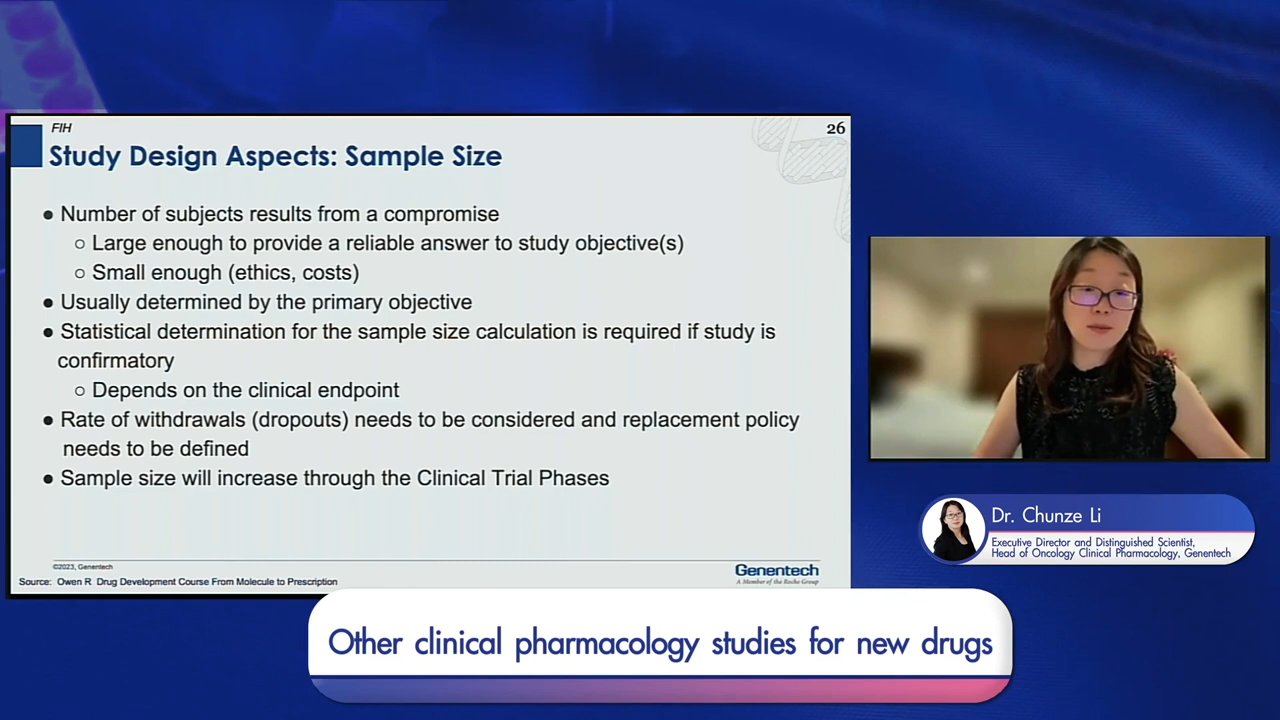 FIH
26
Study Design Aspects: Sample Size
● Number of subjects results from a compromise
○ Large enough to provide a reliable answer to study objective(s)
○ Small enough (ethics, costs)
● Usually determined by the primary objective
● Statistical determination for the sample size calculation is required if study is
confirmatory
○ Depends on the clinical endpoint
● Rate of withdrawals (dropouts) needs to be considered and replacement policy
needs to be defined
● Sample size will increase through the Clinical Trial Phases
©2023, Genentech
Source: Owen R Drug Development Course From Molecule to Prescription
Genentech
A Member of the Roche Group
Dr. Chunze Li
Executive Director and Distinguished Scientist,
Head of Oncology Clinical Pharmacology, Genentech
Other clinical pharmacology studies for new drugs